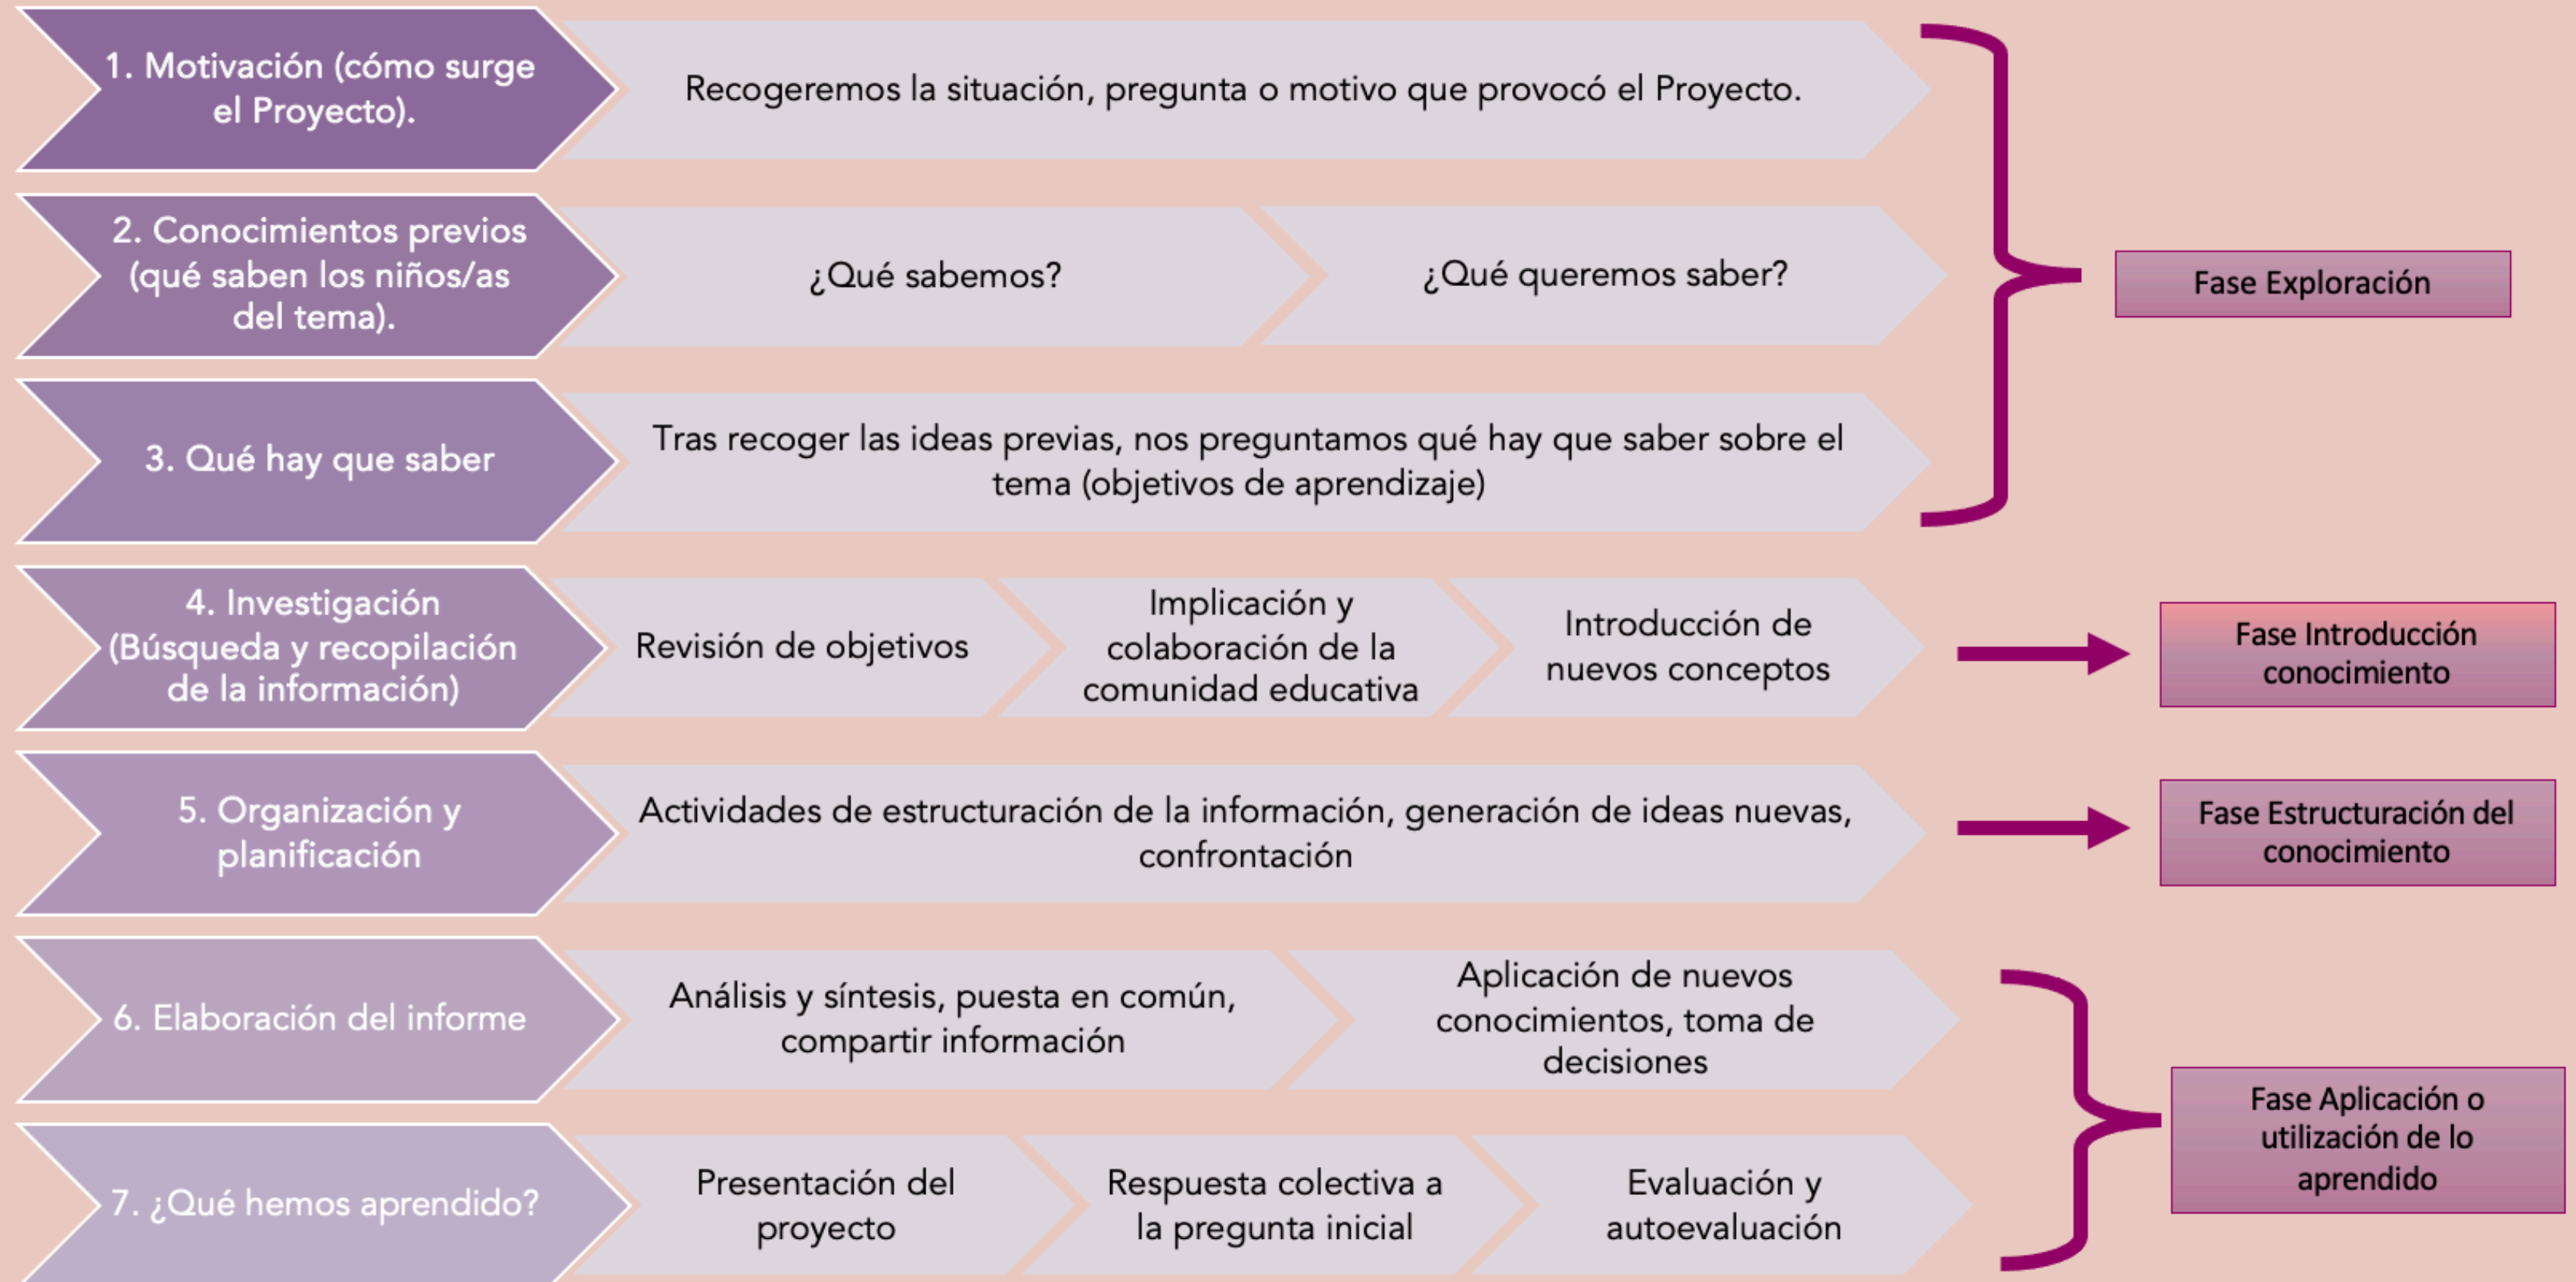 1. Motivación (cómo surge
el Proyecto).
Recogeremos la situación, pregunta o motivo que provocó el Proyecto.
2. Conocimientos previos
(qué saben los niños/as
del tema).
¿Qué sabemos?
¿Qué queremos saber?
Fase Exploración
3. Qué hay que saber
Tras recoger las ideas previas, nos preguntamos qué hay que saber sobre el
tema (objetivos de aprendizaje)
4. Investigación
(Búsqueda y recopilación
de la información)
Revisión de objetivos
Implicación y
colaboración de la
comunidad educativa
Introducción de
nuevos conceptos
Fase Introducción
conocimiento
5. Organización y
planificación
Actividades de estructuración de la información, generación de ideas nuevas,
confrontación
Fase Estructuración del
conocimiento
6. Elaboración del informe
Análisis y síntesis, puesta en común,
compartir información
Aplicación de nuevos
conocimientos, toma de
decisiones
Fase Aplicación o
utilización de lo
aprendido
7. ¿Qué hemos aprendido?
Presentación del
proyecto
Respuesta colectiva a
la pregunta inicial
Evaluación y
autoevaluación